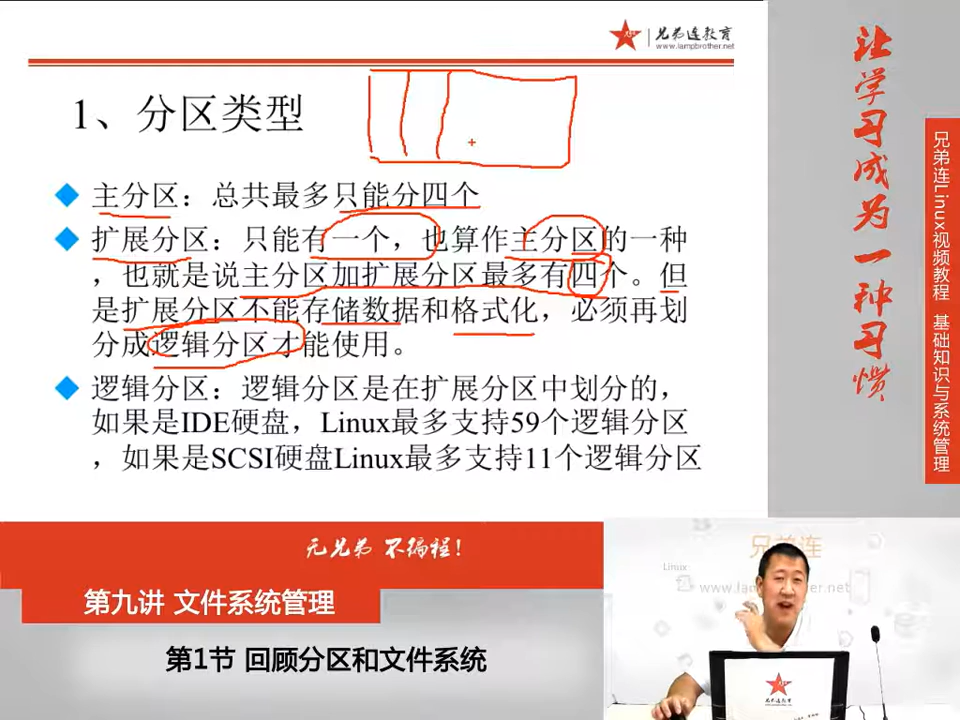 兄弟连教育
www.lampbrother.net
1、分区类型
主分区：总共最多只能分四个
扩展分区：只能有一个，也算作主分区的一种
，也就是说主分区加扩展分区最多有四个。但
是扩展分区不能存储数据和格式化，必须再划
分成逻辑分区才能使用。
逻辑分区：逻辑分区是在扩展分区中划分的，
如果是IDE硬盘，Linux最多支持59个逻辑分区
，如果是SCSI硬盘Linux最多支持11个逻辑分区
让学习成为一种习惯
兄弟连Linux视频教程 基础知识与系统管理
无兄弟 不编程!
第九讲 文件系统管理
第1节 回顾分区和文件系统
兄弟连
Linux
兄弟连教育